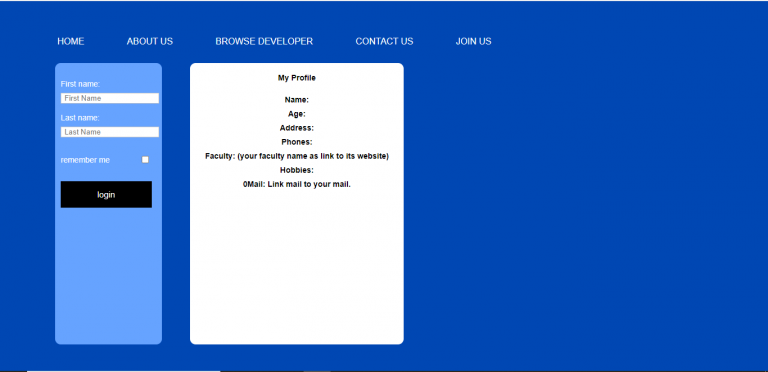 HOME ABOUT US BROWSE DEVELOPER CONTACT US JOIN US
First name:
First Name
Last name:
Last Name
remember me
login
My Profile
Name:
Age:
Address:
Phones:
Faculty: (your faculty name as link to its website)
Hobbies:
0Mail: Link mail to your mail.